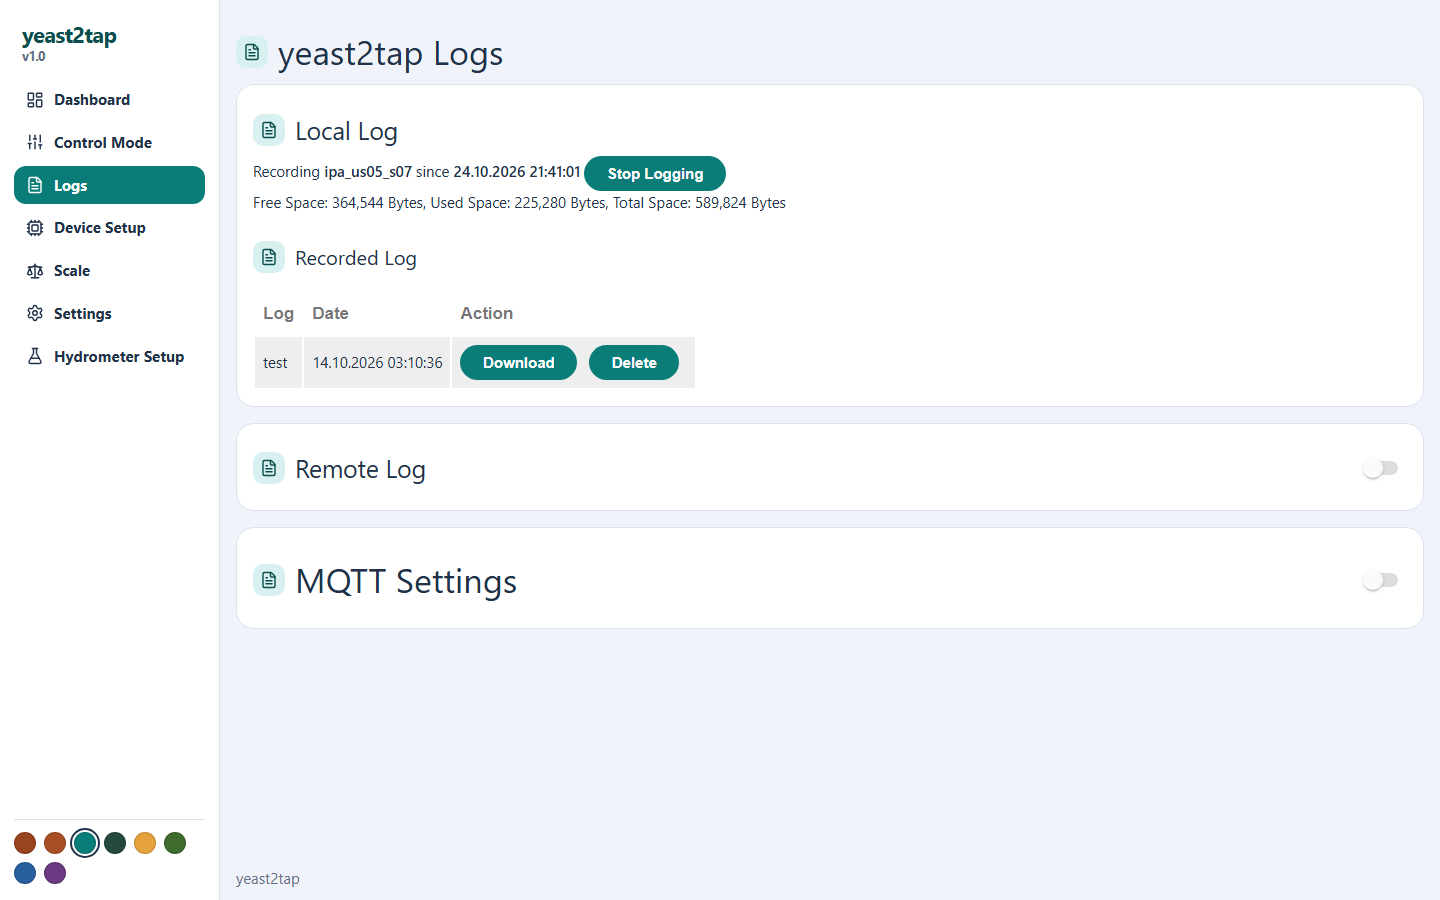 yeast2tap
v1.0
Dashboard
Control Mode
Logs
Device Setup
Scale
Settings
Hydrometer Setup
yeast2tap Logs
Local Log
Recording ipa_us05_s07 since 24.10.2026 21:41:01 Stop Logging
Free Space: 364,544 Bytes, Used Space: 225,280 Bytes, Total Space: 589,824 Bytes
Recorded Log
Log Date Action
test 14.10.2026 03:10:36 Download Delete
Remote Log
MQTT Settings
yeast2tap